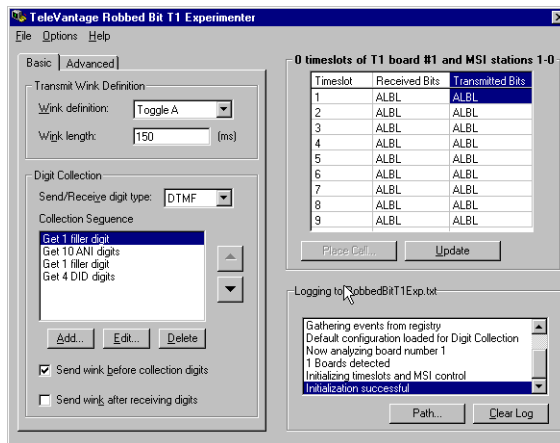 TeleVantage Robbed Bit T1 Experimenter
File Options Help
Basic Advanced
Transmit Wink Definition
Wink definition: Toggle A
Wink length: 150 (ms)
Digit Collection
Send/Receive digit type: DTMF
Collection Sequence
Get 1 filler digit
Get 10 ANI digits
Get 1 filler digit
Get 4 DID digits
Add... Edit... Delete
Send wink before collection digits
Send wink after receiving digits
0 timeslots of T1 board #1 and MSI stations 1-0
Timeslot Received Bits Transmitted Bits
1 ALBL ALBL
2 ALBL ALBL
3 ALBL ALBL
4 ALBL ALBL
5 ALBL ALBL
6 ALBL ALBL
7 ALBL ALBL
8 ALBL ALBL
9 ALBL ALBL
Place Call... Update
Logging to RobbedBitT1Exp.txt
Gathering events from registry
Default configuration loaded for Digit Collection
Now analyzing board number 1
1 Boards detected
Initializing timeslots and MSI control
Initialization successful
Path... Clear Log